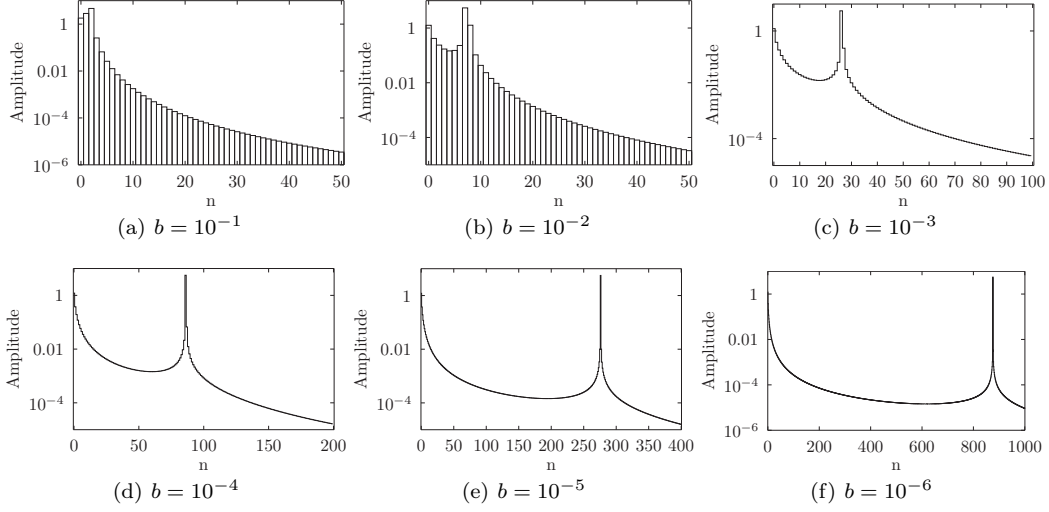 Amplitude
1
0.01
10⁻⁴
10⁻⁶
0 10 20 30 40 50
n
(a) b = 10⁻¹
Amplitude
1
0.01
10⁻⁴
0 10 20 30 40 50
n
(b) b = 10⁻²
Amplitude
1
10⁻⁴
0 10 20 30 40 50 60 70 80 90 100
n
(c) b = 10⁻³
Amplitude
1
0.01
10⁻⁴
0 50 100 150 200
n
(d) b = 10⁻⁴
Amplitude
1
0.01
10⁻⁴
0 50 100 150 200 250 300 350 400
n
(e) b = 10⁻⁵
Amplitude
1
0.01
10⁻⁴
10⁻⁶
0 200 400 600 800 1000
n
(f) b = 10⁻⁶